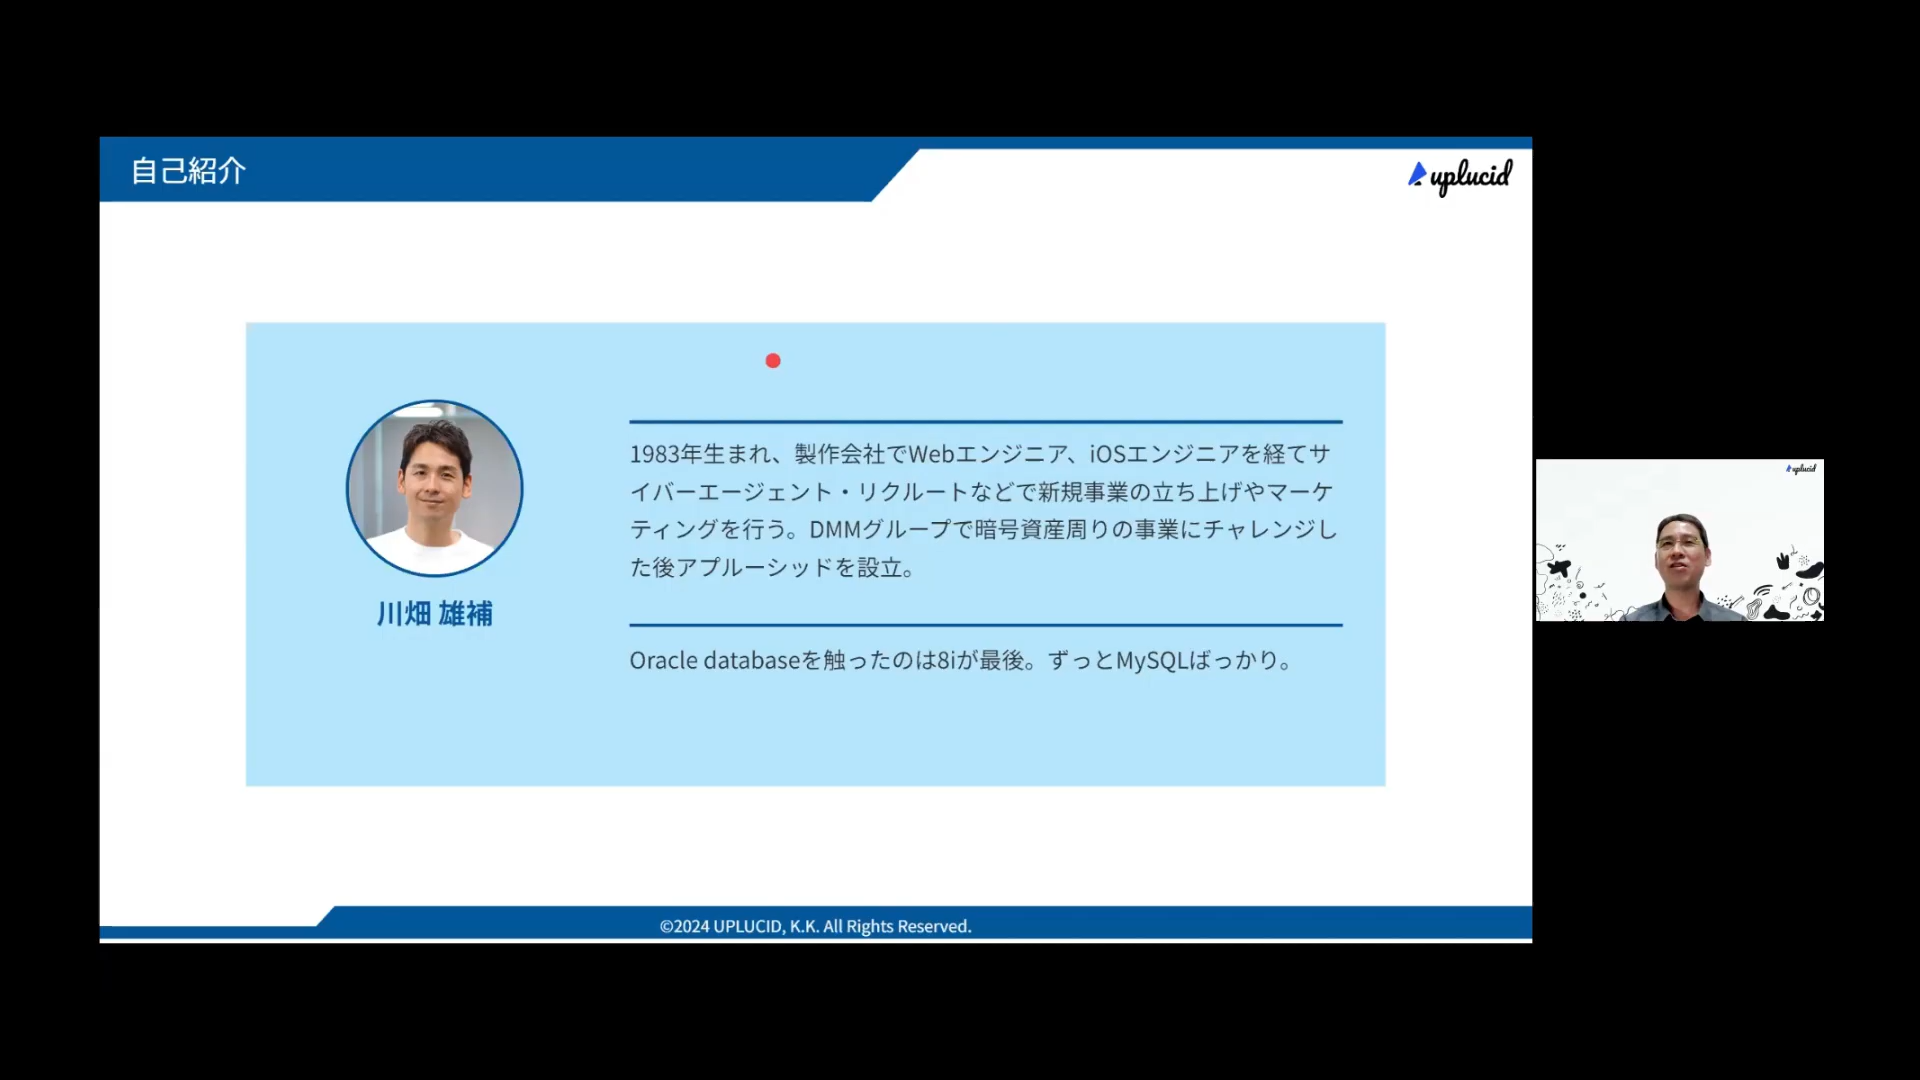 自己紹介
uplucid
1983年生まれ、製作会社でWebエンジニア、iOSエンジニアを経てサ
イバーエージェント・リクルートなどで新規事業の立ち上げやマーケ
ティングを行う。DMMグループで暗号資産周りの事業にチャレンジし
た後アプルーシッドを設立。
川畑 雄補
Oracle databaseを触ったのは8iが最後。ずっとMySQLばっかり。
©2024 UPLUCID, K.K. All Rights Reserved.
uplucid